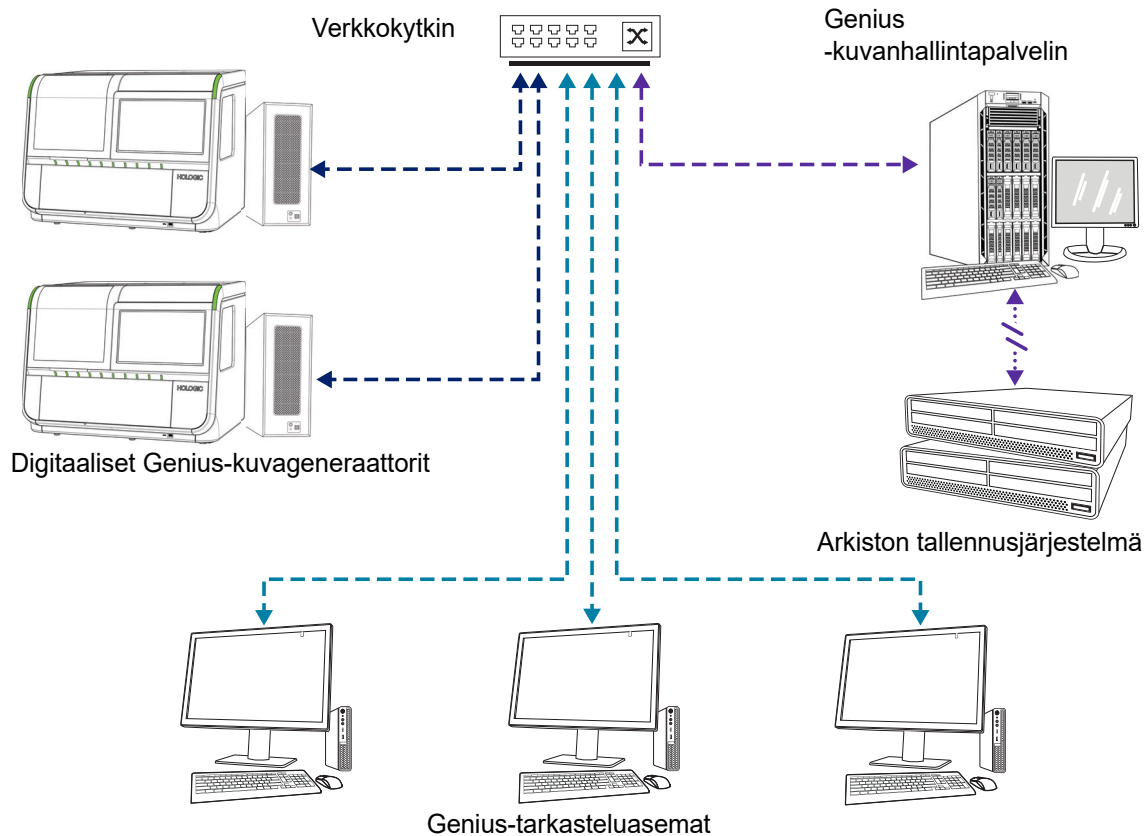 Verkkokytkin
Genius
-kuvanhallintapalvelin
HOLOGIC
HOLOGIC
Digitaaliset Genius-kuvageneraattorit
Arkiston tallennusjärjestelmä
Genius-tarkasteluasemat